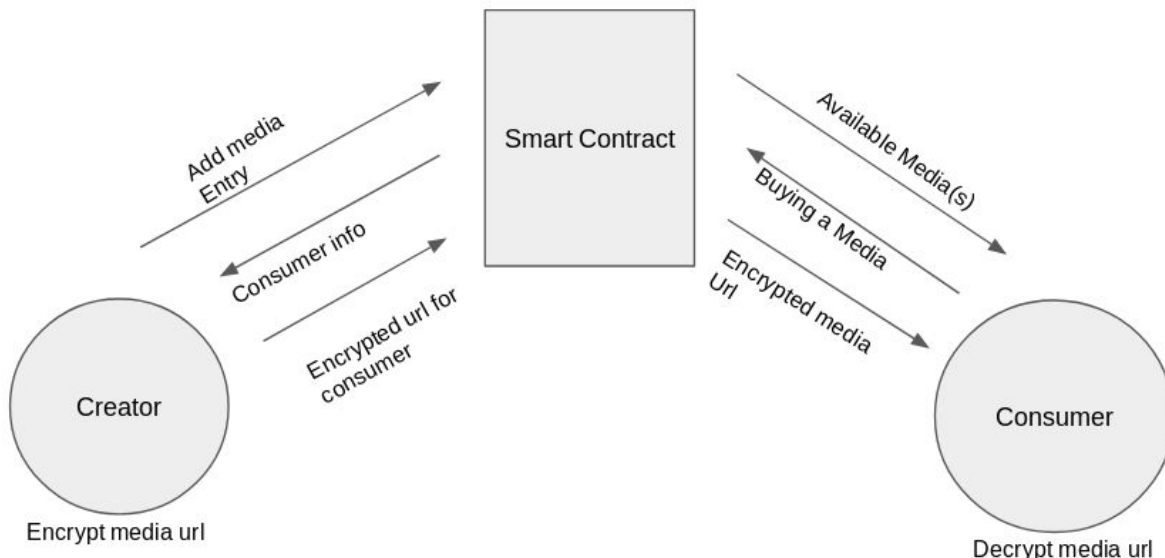 Smart Contract
Add media
Entry
Consumer info
Encrypted url for
consumer
Available Media(s)
Buying a Media
Encrypted media
Url
Creator
Encrypt media url
Consumer
Decrypt media url